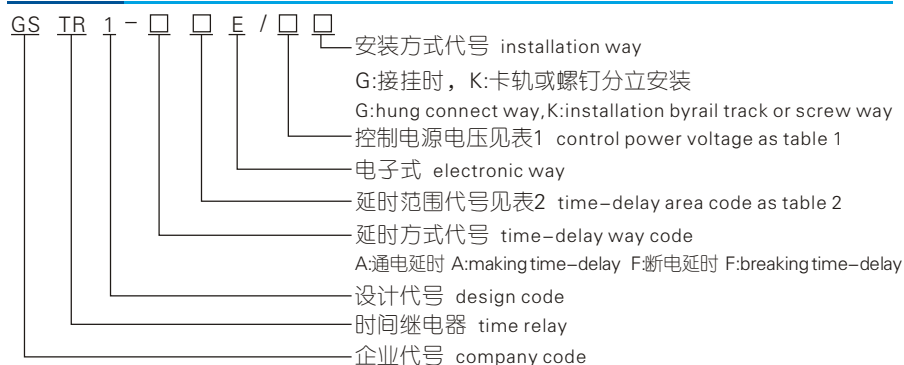 GS TR 1 - □ □ E / □ □
安装方式代号 installation way
G:接挂时，K:卡轨或螺钉分立安装
G:hung connect way,K:installation byrail track or screw way
控制电源电压见表1 control power voltage as table 1
电子式 electronic way
延时范围代号见表2 time-delay area code as table 2
延时方式代号 time-delay way code
A:通电延时 A:making time-delay F:断电延时 F:breaking time-delay
设计代号 design code
时间继电器 time relay
企业代号 company code